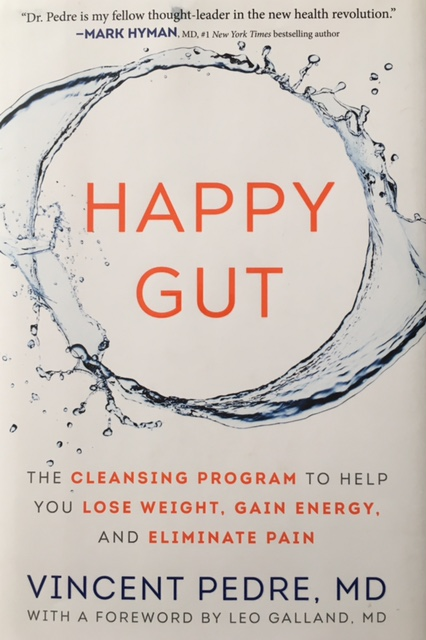 "Dr. Pedre is my fellow thought-leader in the new health revolution."
—MARK HYMAN, MD, #1 New York Times bestselling author
HAPPY
GUT
THE CLEANSING PROGRAM TO HELP
YOU LOSE WEIGHT, GAIN ENERGY,
AND ELIMINATE PAIN
VINCENT PEDRE, MD
WITH A FOREWORD BY LEO GALLAND, MD